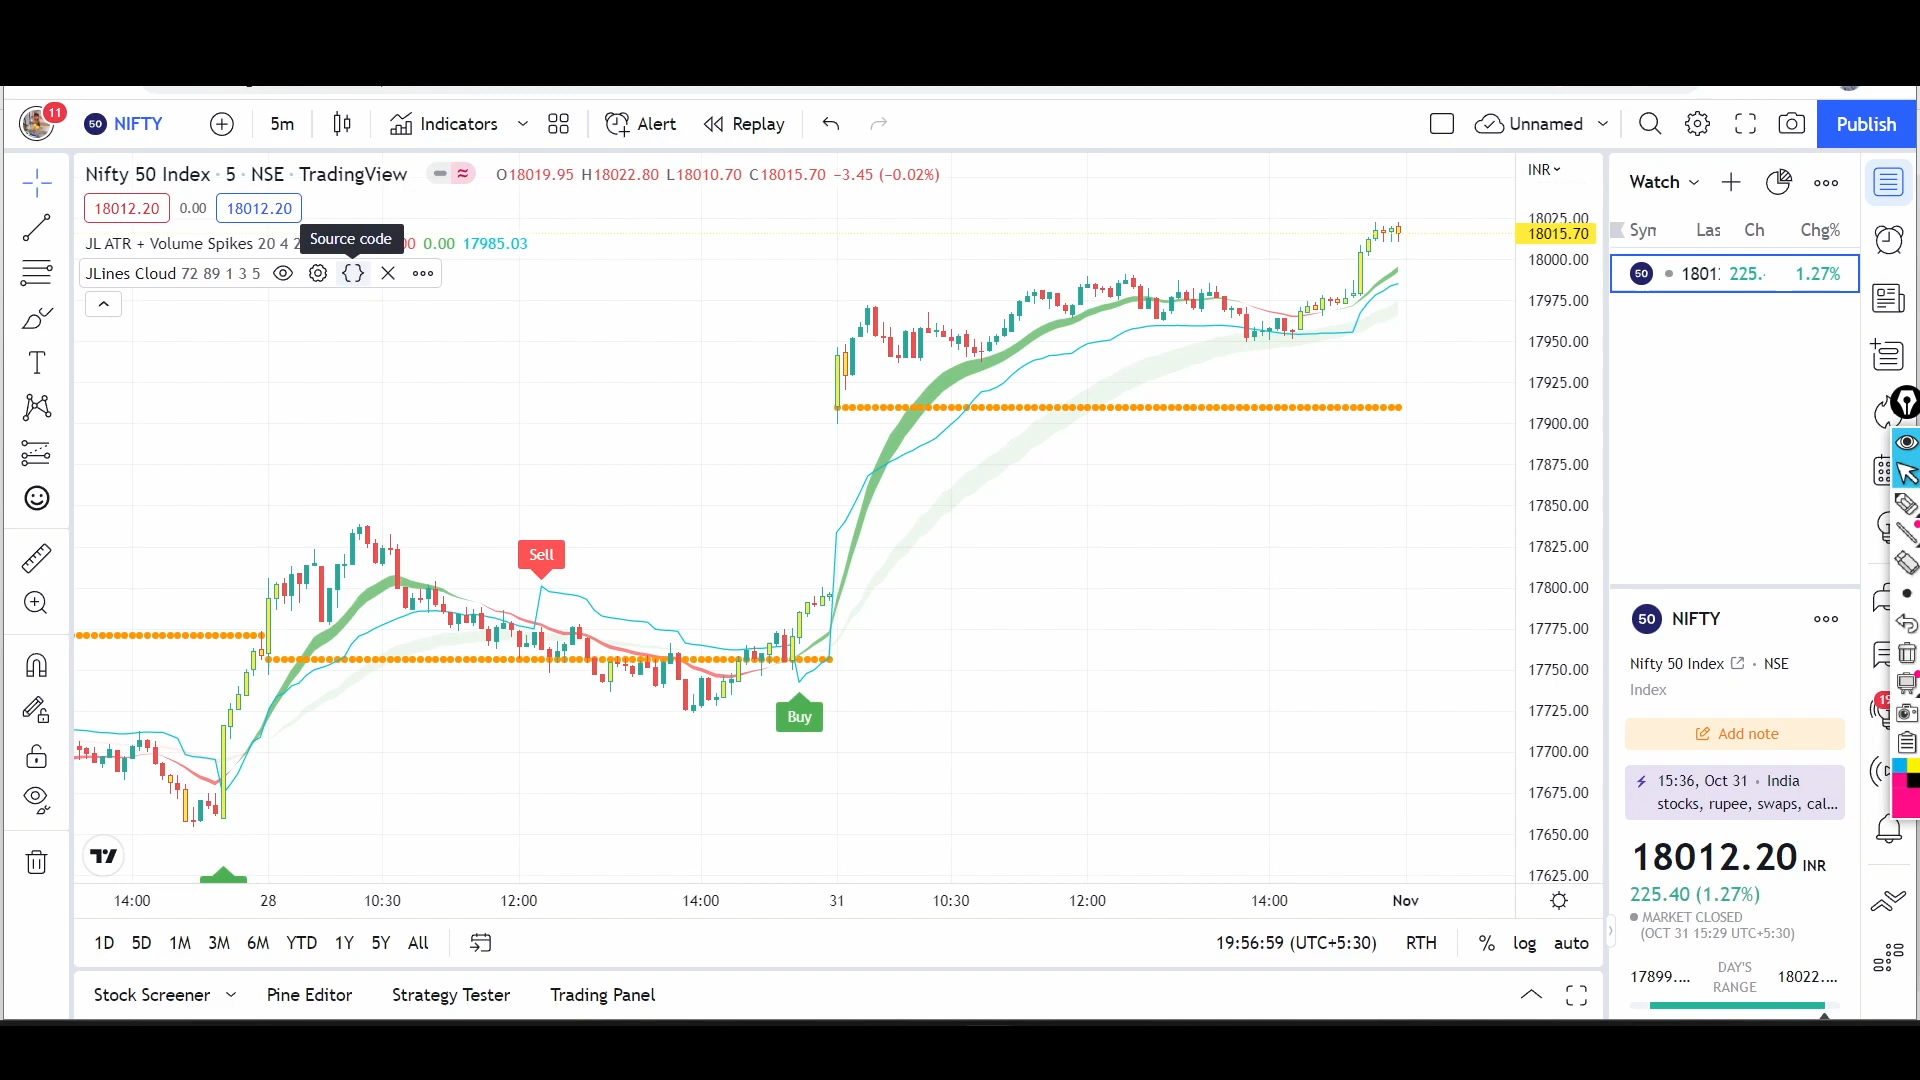 11
50 NIFTY
5m
Indicators
Alert
Replay
Unnamed
Publish
Nifty 50 Index · 5 · NSE · TradingView
O18019.95 H18022.80 L18010.70 C18015.70 −3.45 (−0.02%)
INR
18012.20 0.00 18012.20
Source code
JL ATR + Volume Spikes 20 4 2
0.00 17985.03
JLines Cloud 72 89 1 3 5
Sell
Buy
18025.00
18015.70
18000.00
17975.00
17950.00
17925.00
17900.00
17875.00
17850.00
17825.00
17800.00
17775.00
17750.00
17725.00
17700.00
17675.00
17650.00
17625.00
14:00 28 10:30 12:00 14:00 31 10:30 12:00 14:00 Nov
1D 5D 1M 3M 6M YTD 1Y 5Y All
19:56:59 (UTC+5:30) RTH % log auto
Stock Screener Pine Editor Strategy Tester Trading Panel
Watch
Syn Las Ch Chg%
50 1801 225. 1.27%
50 NIFTY
Nifty 50 Index · NSE
Index
Add note
15:36, Oct 31 · India
stocks, rupee, swaps, cal...
18012.20 INR
225.40 (1.27%)
MARKET CLOSED
(OCT 31 15:29 UTC+5:30)
17899.... DAY'S RANGE 18022....